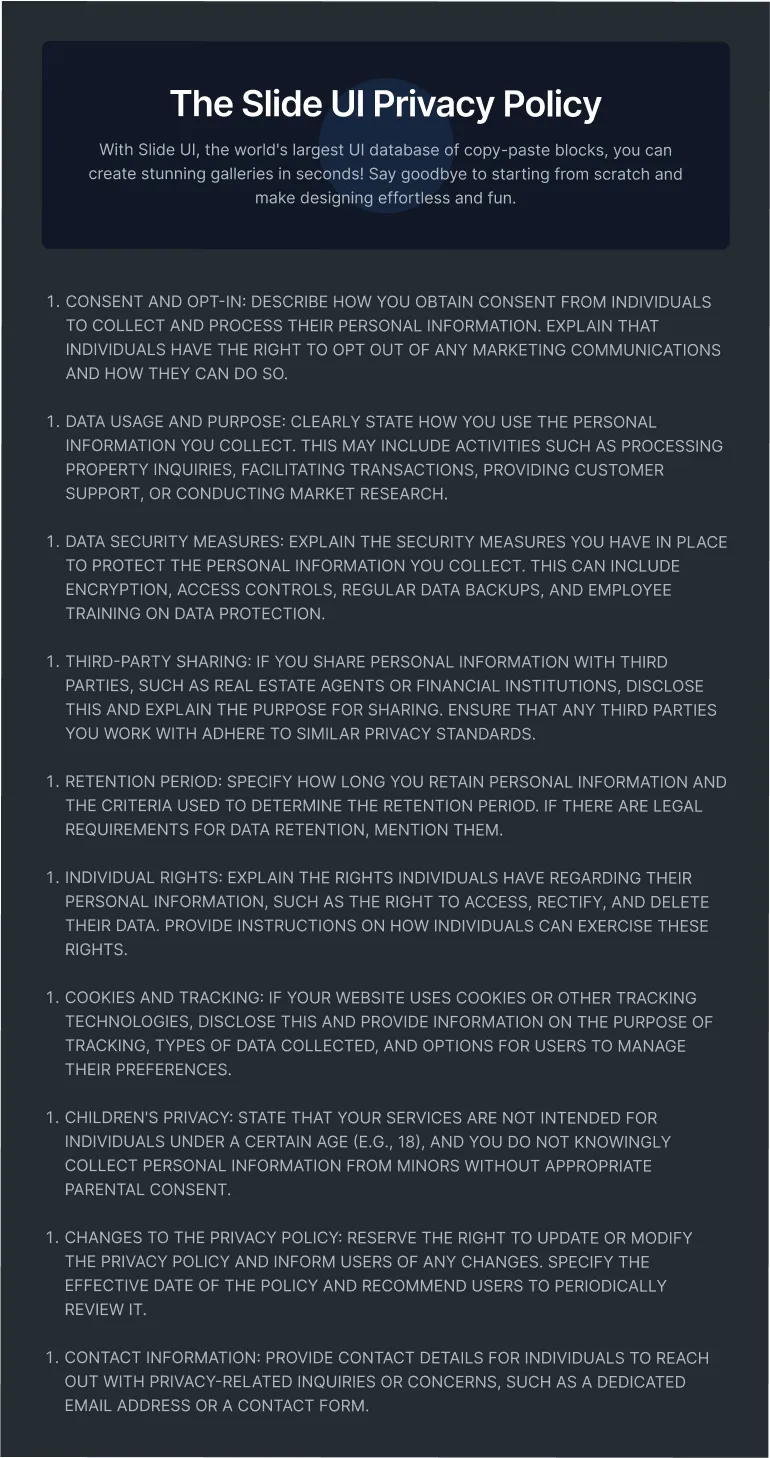 The Slide UI Privacy Policy
With Slide UI, the world's largest UI database of copy-paste blocks, you can
create stunning galleries in seconds! Say goodbye to starting from scratch and
make designing effortless and fun.
1. CONSENT AND OPT-IN: DESCRIBE HOW YOU OBTAIN CONSENT FROM INDIVIDUALS
TO COLLECT AND PROCESS THEIR PERSONAL INFORMATION. EXPLAIN THAT
INDIVIDUALS HAVE THE RIGHT TO OPT OUT OF ANY MARKETING COMMUNICATIONS
AND HOW THEY CAN DO SO.
1. DATA USAGE AND PURPOSE: CLEARLY STATE HOW YOU USE THE PERSONAL
INFORMATION YOU COLLECT. THIS MAY INCLUDE ACTIVITIES SUCH AS PROCESSING
PROPERTY INQUIRIES, FACILITATING TRANSACTIONS, PROVIDING CUSTOMER
SUPPORT, OR CONDUCTING MARKET RESEARCH.
1. DATA SECURITY MEASURES: EXPLAIN THE SECURITY MEASURES YOU HAVE IN PLACE
TO PROTECT THE PERSONAL INFORMATION YOU COLLECT. THIS CAN INCLUDE
ENCRYPTION, ACCESS CONTROLS, REGULAR DATA BACKUPS, AND EMPLOYEE
TRAINING ON DATA PROTECTION.
1. THIRD-PARTY SHARING: IF YOU SHARE PERSONAL INFORMATION WITH THIRD
PARTIES, SUCH AS REAL ESTATE AGENTS OR FINANCIAL INSTITUTIONS, DISCLOSE
THIS AND EXPLAIN THE PURPOSE FOR SHARING. ENSURE THAT ANY THIRD PARTIES
YOU WORK WITH ADHERE TO SIMILAR PRIVACY STANDARDS.
1. RETENTION PERIOD: SPECIFY HOW LONG YOU RETAIN PERSONAL INFORMATION AND
THE CRITERIA USED TO DETERMINE THE RETENTION PERIOD. IF THERE ARE LEGAL
REQUIREMENTS FOR DATA RETENTION, MENTION THEM.
1. INDIVIDUAL RIGHTS: EXPLAIN THE RIGHTS INDIVIDUALS HAVE REGARDING THEIR
PERSONAL INFORMATION, SUCH AS THE RIGHT TO ACCESS, RECTIFY, AND DELETE
THEIR DATA. PROVIDE INSTRUCTIONS ON HOW INDIVIDUALS CAN EXERCISE THESE
RIGHTS.
1. COOKIES AND TRACKING: IF YOUR WEBSITE USES COOKIES OR OTHER TRACKING
TECHNOLOGIES, DISCLOSE THIS AND PROVIDE INFORMATION ON THE PURPOSE OF
TRACKING, TYPES OF DATA COLLECTED, AND OPTIONS FOR USERS TO MANAGE
THEIR PREFERENCES.
1. CHILDREN'S PRIVACY: STATE THAT YOUR SERVICES ARE NOT INTENDED FOR
INDIVIDUALS UNDER A CERTAIN AGE (E.G., 18), AND YOU DO NOT KNOWINGLY
COLLECT PERSONAL INFORMATION FROM MINORS WITHOUT APPROPRIATE
PARENTAL CONSENT.
1. CHANGES TO THE PRIVACY POLICY: RESERVE THE RIGHT TO UPDATE OR MODIFY
THE PRIVACY POLICY AND INFORM USERS OF ANY CHANGES. SPECIFY THE
EFFECTIVE DATE OF THE POLICY AND RECOMMEND USERS TO PERIODICALLY
REVIEW IT.
1. CONTACT INFORMATION: PROVIDE CONTACT DETAILS FOR INDIVIDUALS TO REACH
OUT WITH PRIVACY-RELATED INQUIRIES OR CONCERNS, SUCH AS A DEDICATED
EMAIL ADDRESS OR A CONTACT FORM.